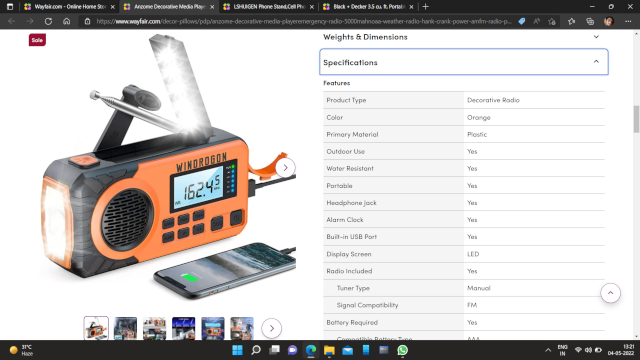 Wayfair.com - Online Home Sto
Anzome Decorative Media Playe
LSHUIGEN Phone Stand,Cell Pho
Black + Decker 3.5 cu. ft. Portabl
https://www.wayfair.com/decor-pillows/pdp/anzome-decorative-media-playeremergency-radio-5000mahnoaa-weather-radio-hank-crank-power-amfm-radio-p...
Sale
WINDROGON
162.45
Weights & Dimensions
Specifications
Features
Product Type Decorative Radio
Color Orange
Primary Material Plastic
Outdoor Use Yes
Water Resistant Yes
Portable Yes
Headphone Jack Yes
Alarm Clock Yes
Built-in USB Port Yes
Display Screen LED
Radio Included Yes
Tuner Type Manual
Signal Compatibility FM
Battery Required Yes
Compatible Battery Type AAA
31°C
Haze
ENG
IN
13:21
04-05-2022